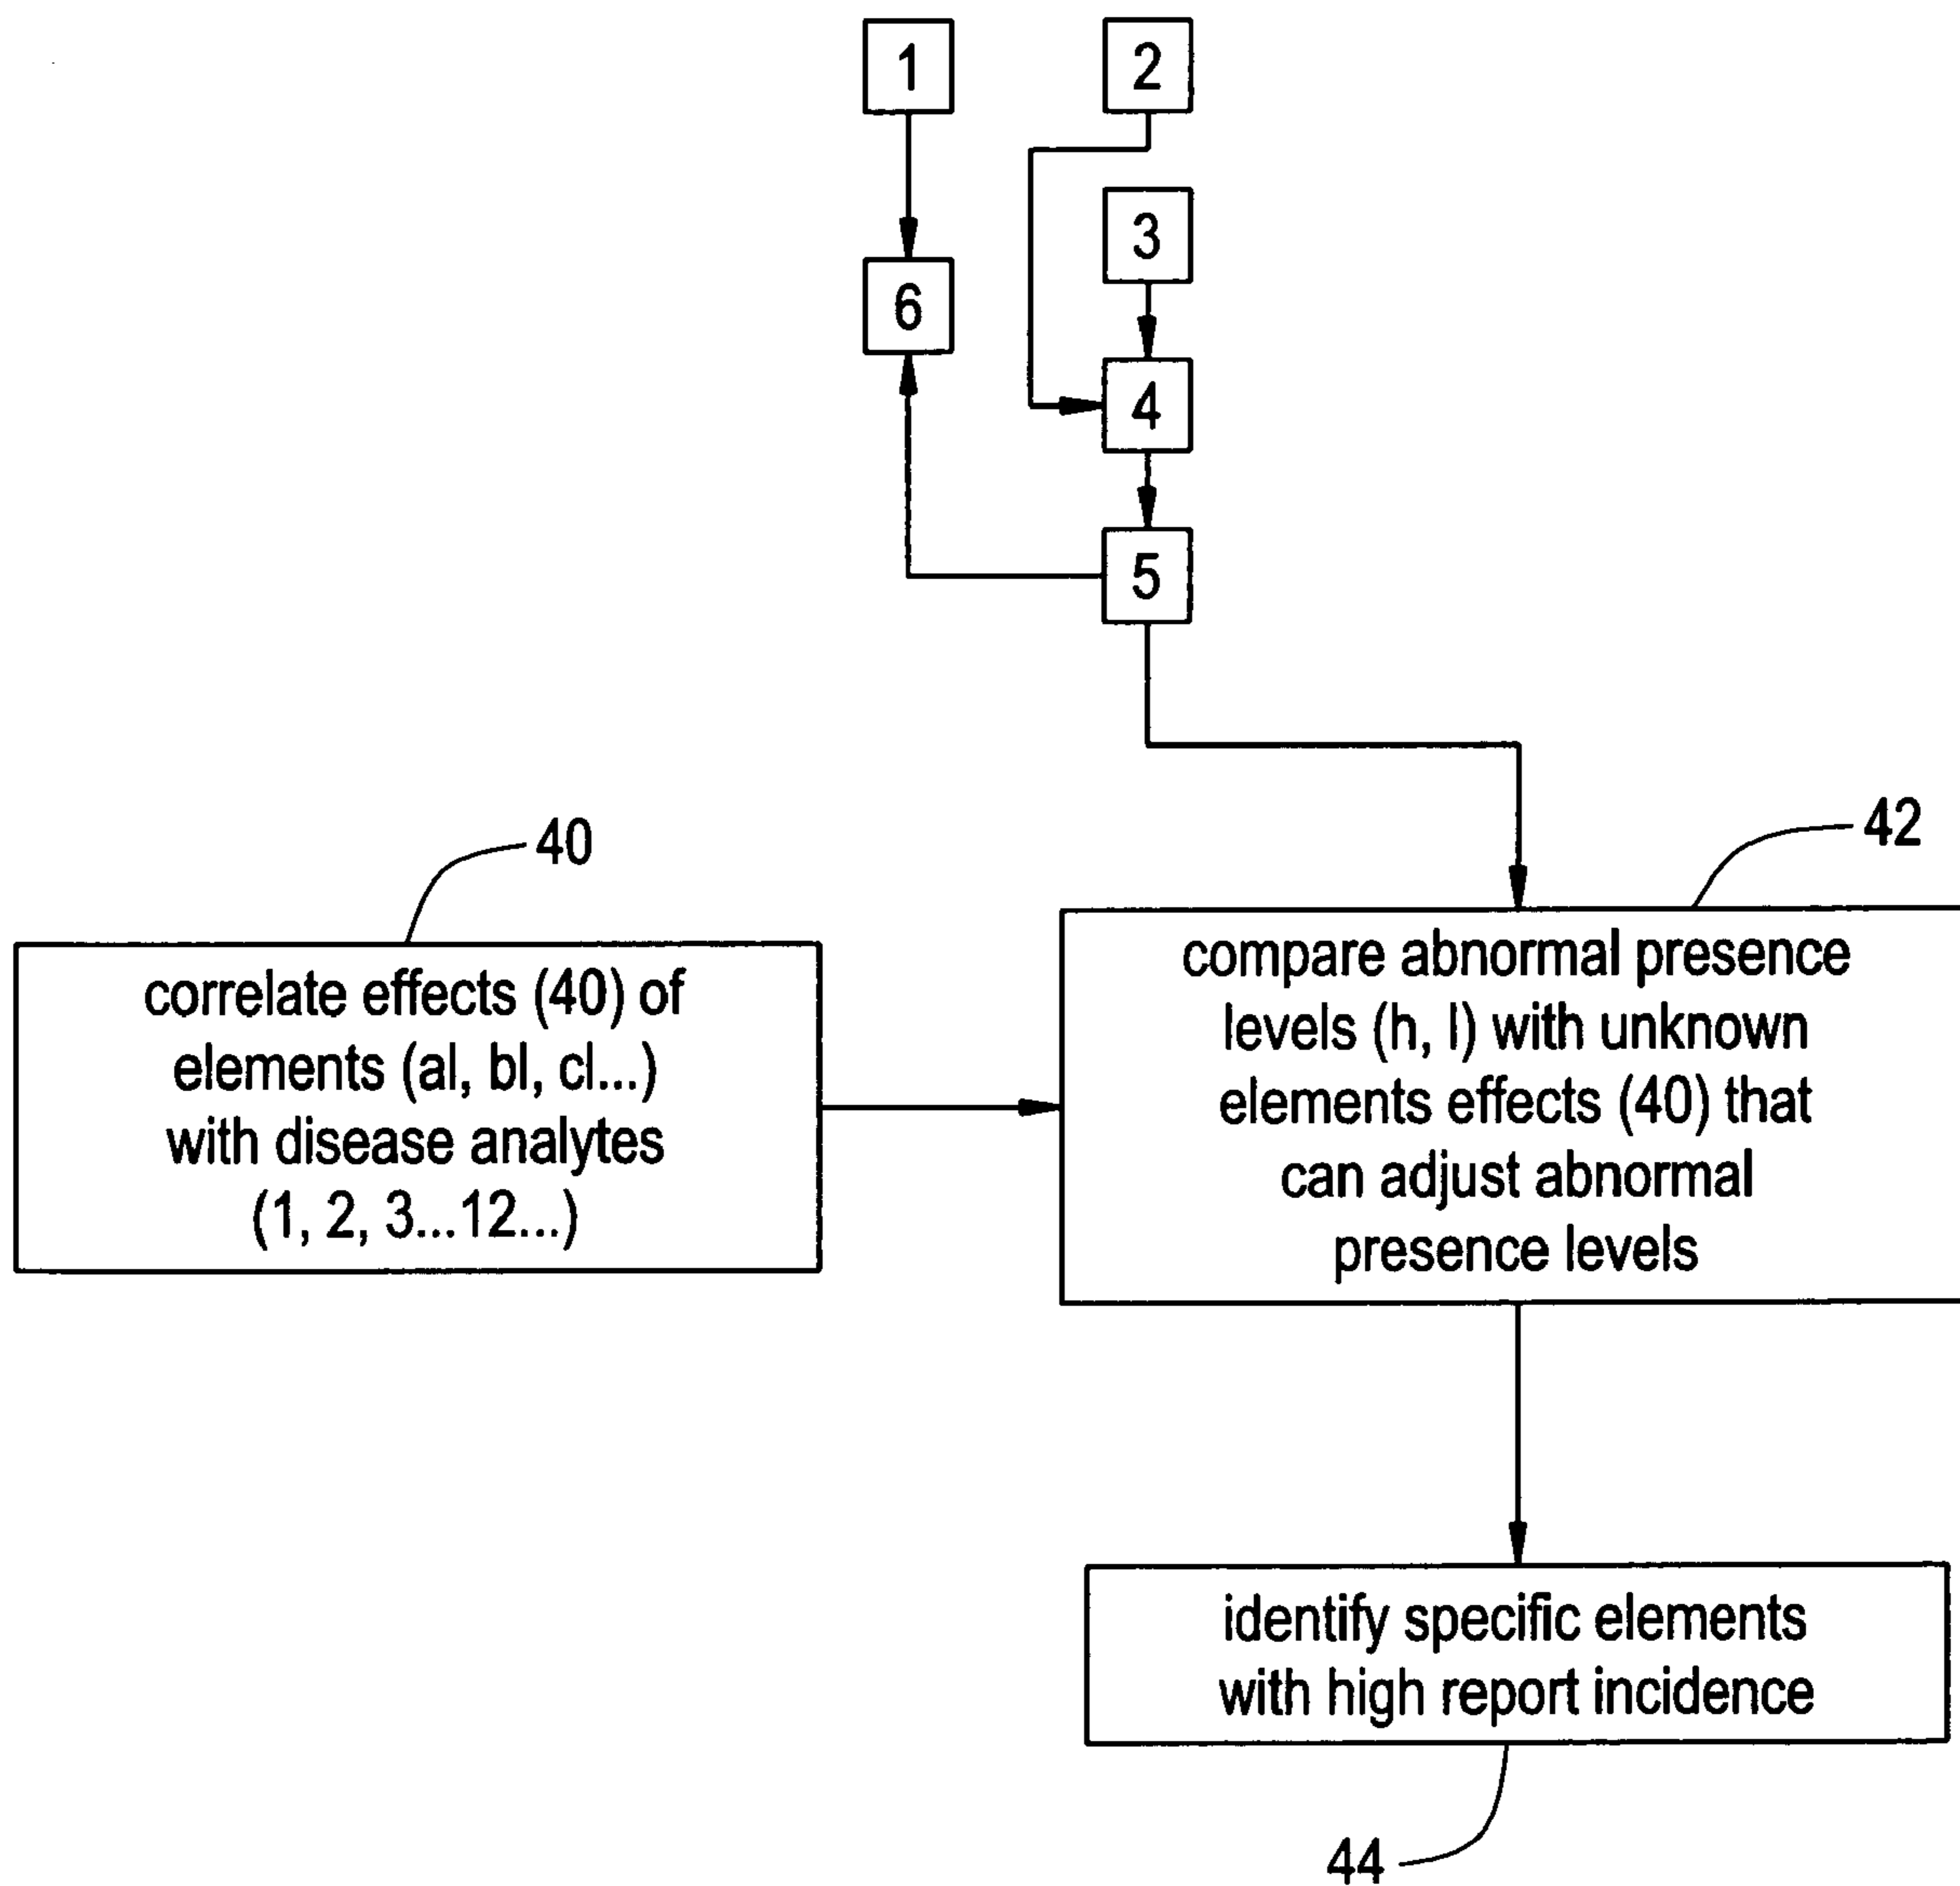 1
2
3
6
4
5
40
42
correlate effects (40) of
elements (al, bl, cl...)
with disease analytes
(1, 2, 3...12...)
compare abnormal presence
levels (h, l) with unknown
elements effects (40) that
can adjust abnormal
presence levels
identify specific elements
with high report incidence
44